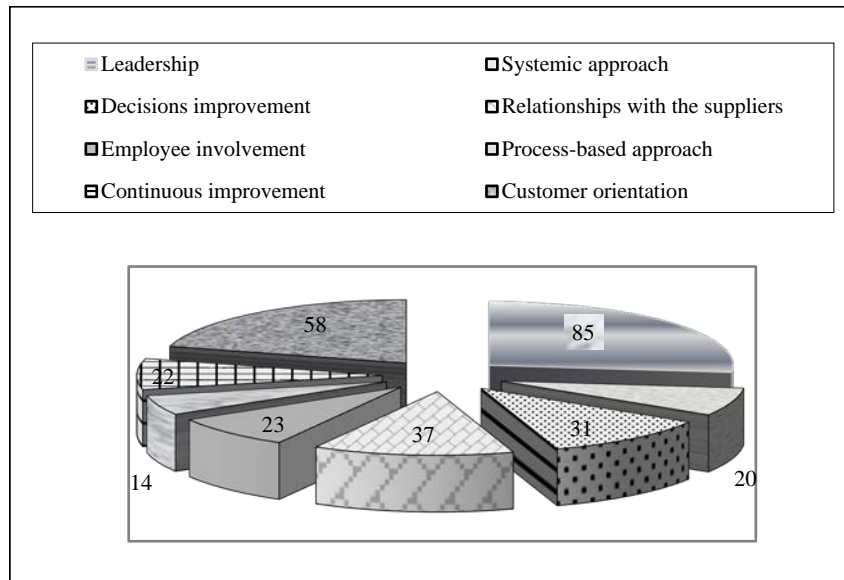 Leadership Systemic approach
Decisions improvement Relationships with the suppliers
Employee involvement Process-based approach
Continuous improvement Customer orientation
58 85
22
23 37 31
14 20